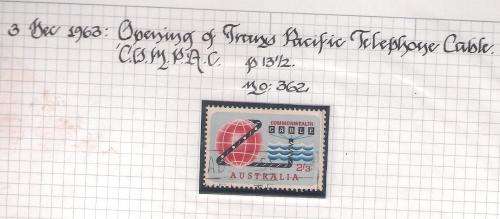 3 Dec 1963: Opening of Trans Pacific Telephone Cable.
'C.O.M.P.A.C. p 13½.
No: 362
COMMONWEALTH
CABLE
2/3
AUSTRALIA